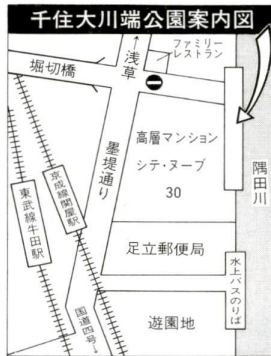 千住大川端公園案内図
↑浅草
ファミリー
レストラン
堀切橋
墨堤通り
高層マンション
シテ・ヌーブ
30
隅田川
京成線関屋駅
東武線牛田駅
足立郵便局
水上バスのりば
国道四号→
遊園地